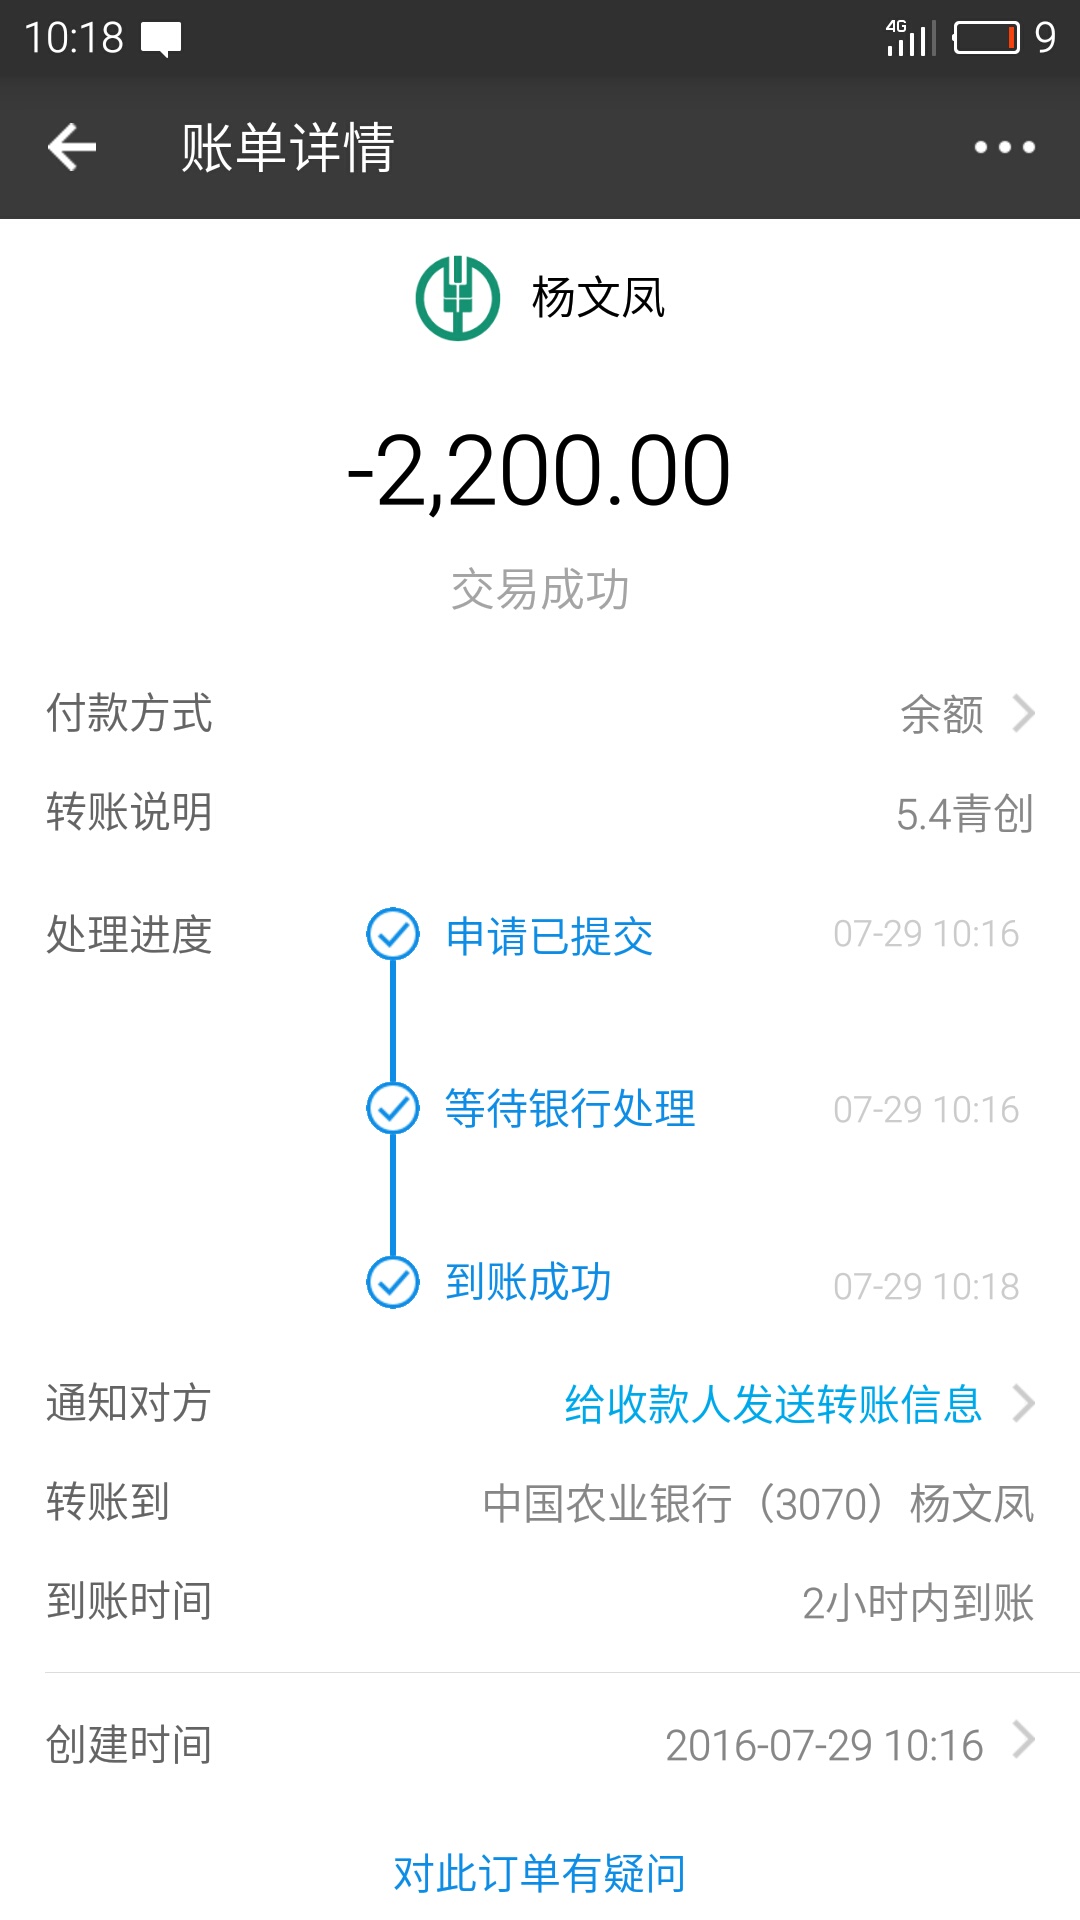 10:18 4G 9
账单详情
杨文凤
-2,200.00
交易成功
付款方式 余额
转账说明 5.4青创
处理进度 申请已提交 07-29 10:16
等待银行处理 07-29 10:16
到账成功 07-29 10:18
通知对方 给收款人发送转账信息
转账到 中国农业银行（3070）杨文凤
到账时间 2小时内到账
创建时间 2016-07-29 10:16
对此订单有疑问